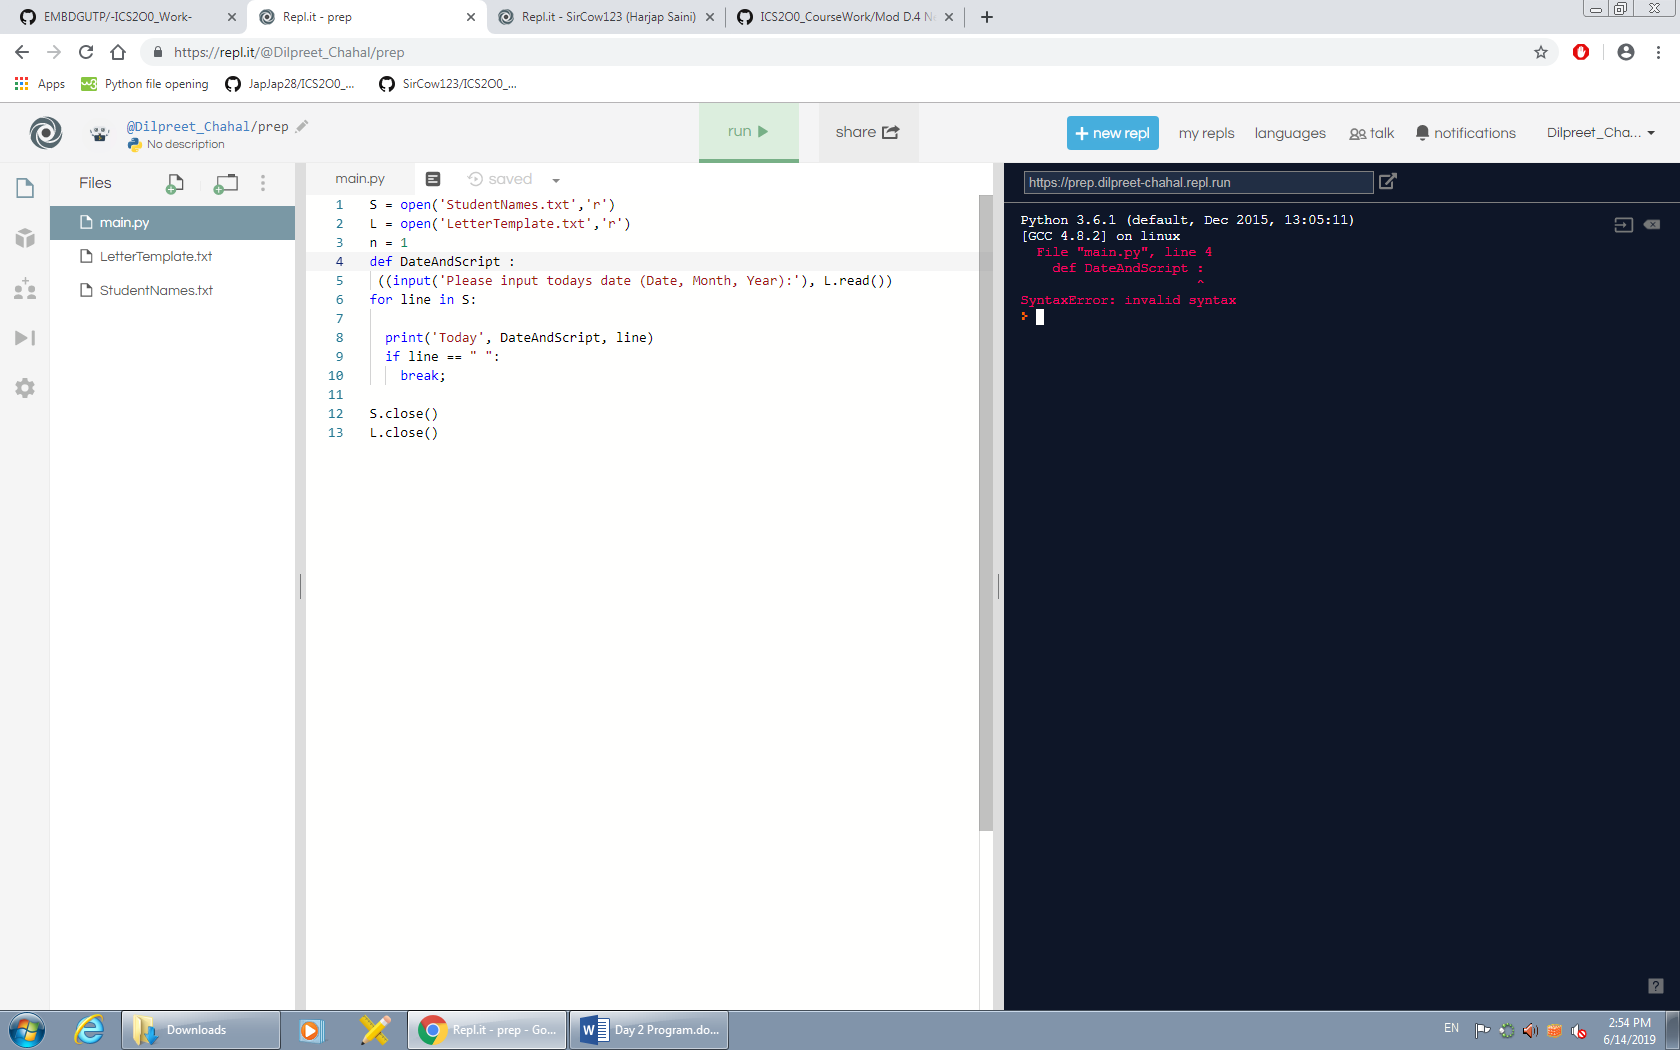 EMBDGUTP/-ICS2O0_Work-
Repl.it - prep
Repl.it - SirCow123 (Harjap Saini)
ICS2O0_CourseWork/Mod D.4 N
https://repl.it/@Dilpreet_Chahal/prep
Apps
Python file opening
JapJap28/ICS2O0_...
SirCow123/ICS2O0_...
@Dilpreet_Chahal/prep
No description
run
share
+ new repl
my repls
languages
talk
notifications
Dilpreet_Cha...
Files
main.py
LetterTemplate.txt
StudentNames.txt
main.py
saved
1 S = open('StudentNames.txt','r')
2 L = open('LetterTemplate.txt','r')
3 n = 1
4 def DateAndScript :
5 ((input('Please input todays date (Date, Month, Year):'), L.read())
6 for line in S:
7
8 print('Today', DateAndScript, line)
9 if line == " ":
10 break;
11
12 S.close()
13 L.close()
https://prep.dilpreet-chahal.repl.run
Python 3.6.1 (default, Dec 2015, 13:05:11)
[GCC 4.8.2] on linux
File "main.py", line 4
def DateAndScript :
^
SyntaxError: invalid syntax
>
?
Downloads
Repl.it - prep - Go...
Day 2 Program.do...
EN
2:54 PM
6/14/2019